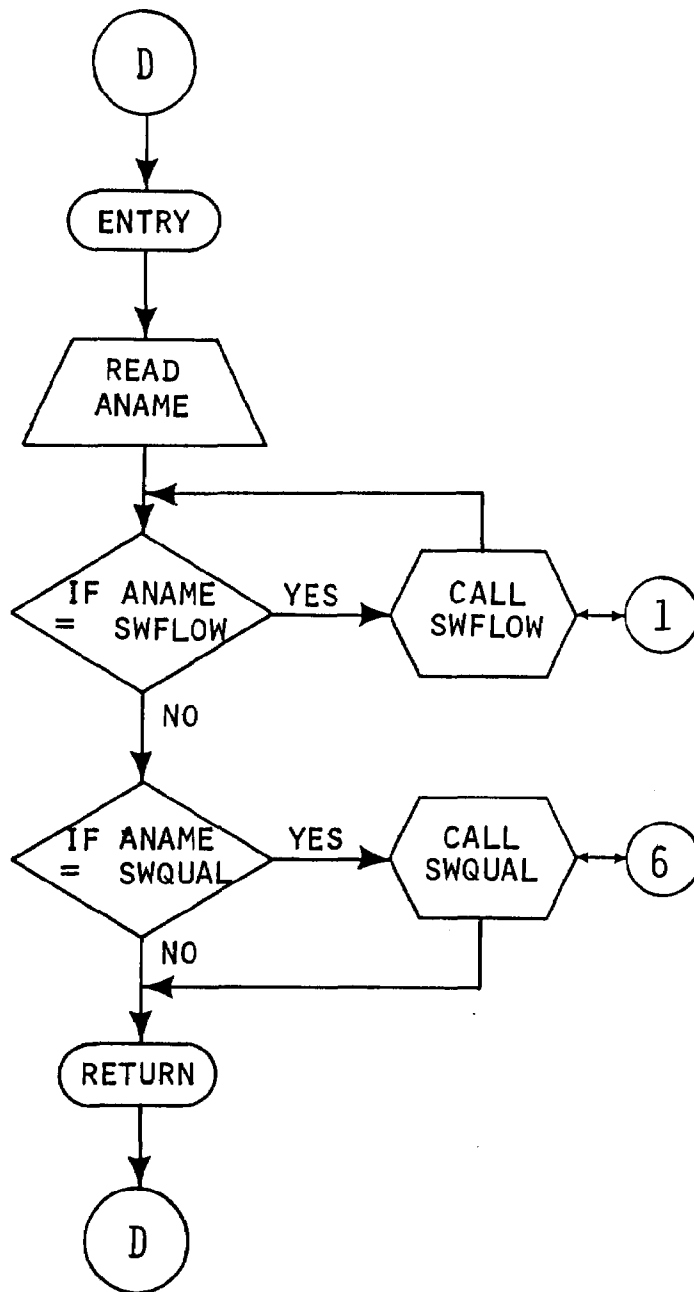 D
ENTRY
READ
ANAME
IF ANAME
= SWFLOW
YES
CALL
SWFLOW
1
NO
IF ANAME
= SWQUAL
YES
CALL
SWQUAL
6
NO
RETURN
D